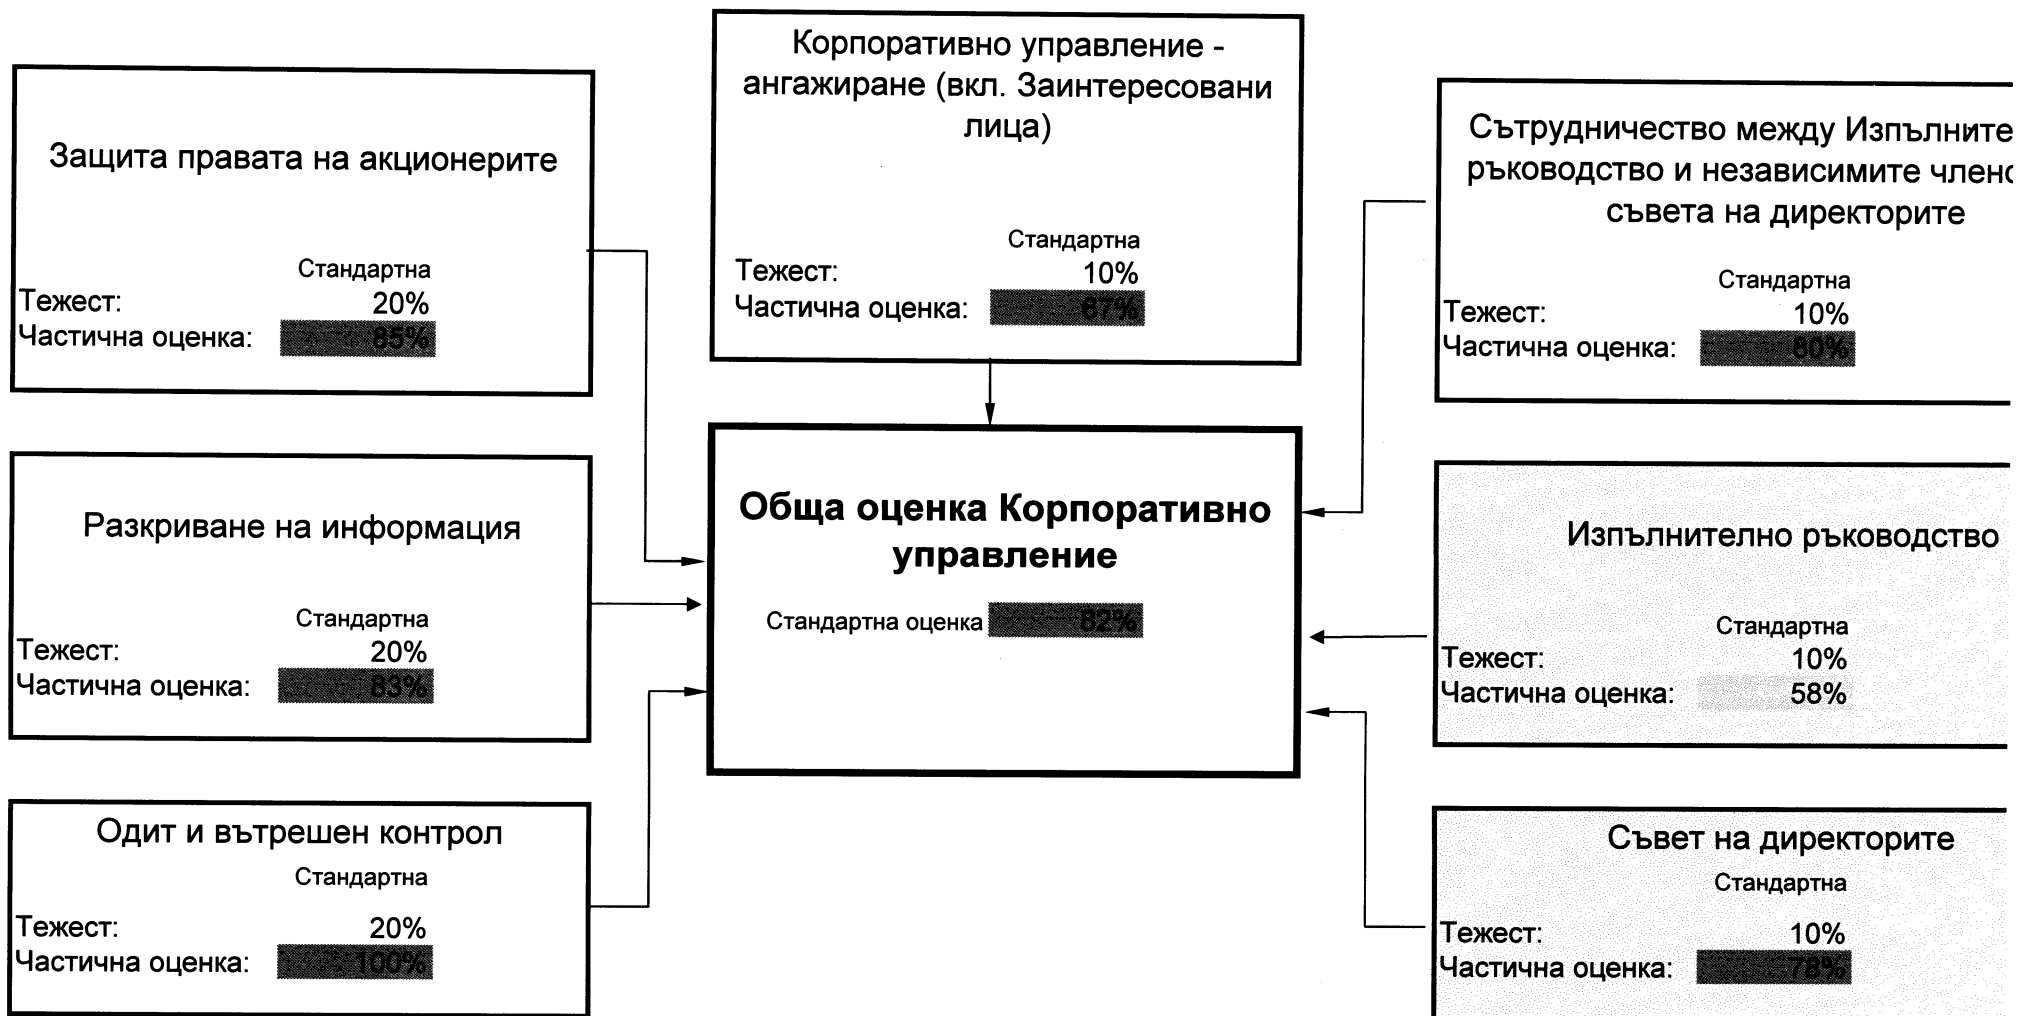 Корпоративно управление -
ангажиране (вкл. Заинтересовани
лица)
Стандартна
Тежест: 10%
Частична оценка: 67%
Защита правата на акционерите
Стандартна
Тежест: 20%
Частична оценка: 85%
Сътрудничество между Изпълните
ръководство и независимите члено
съвета на директорите
Стандартна
Тежест: 10%
Частична оценка: 80%
Разкриване на информация
Стандартна
Тежест: 20%
Частична оценка: 83%
Обща оценка Корпоративно
управление
Стандартна оценка 82%
Изпълнително ръководство
Стандартна
Тежест: 10%
Частична оценка: 58%
Одит и вътрешен контрол
Стандартна
Тежест: 20%
Частична оценка: 100%
Съвет на директорите
Стандартна
Тежест: 10%
Частична оценка: 78%